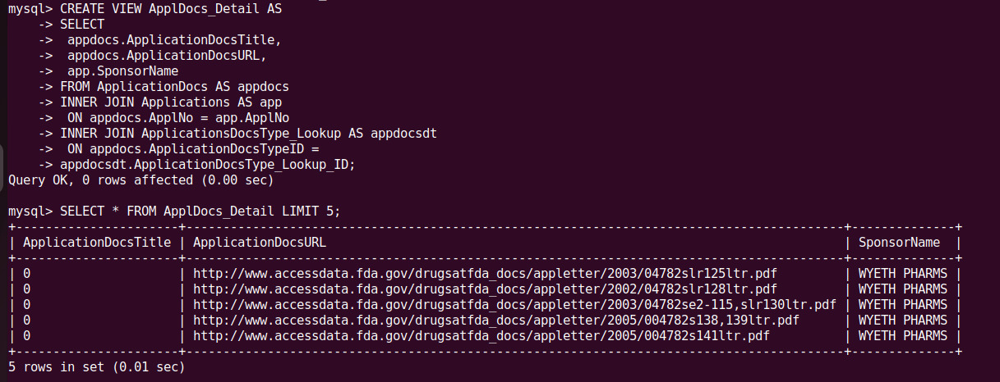 mysql> CREATE VIEW ApplDocs_Detail AS
    -> SELECT
    ->  appdocs.ApplicationDocsTitle,
    ->  appdocs.ApplicationDocsURL,
    ->  app.SponsorName
    -> FROM ApplicationDocs AS appdocs
    -> INNER JOIN Applications AS app
    ->  ON appdocs.ApplNo = app.ApplNo
    -> INNER JOIN ApplicationsDocsType_Lookup AS appdocsdt
    ->  ON appdocs.ApplicationDocsTypeID =
    -> appdocsdt.ApplicationDocsType_Lookup_ID;
Query OK, 0 rows affected (0.00 sec)

mysql> SELECT * FROM ApplDocs_Detail LIMIT 5;
+----------------------+-----------------------------------------------------------------------------------------+--------------+
| ApplicationDocsTitle | ApplicationDocsURL                                                                      | SponsorName  |
+----------------------+-----------------------------------------------------------------------------------------+--------------+
| 0                    | http://www.accessdata.fda.gov/drugsatfda_docs/appletter/2003/04782slr125ltr.pdf         | WYETH PHARMS |
| 0                    | http://www.accessdata.fda.gov/drugsatfda_docs/appletter/2002/04782slr128ltr.pdf         | WYETH PHARMS |
| 0                    | http://www.accessdata.fda.gov/drugsatfda_docs/appletter/2003/04782se2-115,slr130ltr.pdf | WYETH PHARMS |
| 0                    | http://www.accessdata.fda.gov/drugsatfda_docs/appletter/2005/004782s138,139ltr.pdf      | WYETH PHARMS |
| 0                    | http://www.accessdata.fda.gov/drugsatfda_docs/appletter/2005/004782s141ltr.pdf          | WYETH PHARMS |
+----------------------+-----------------------------------------------------------------------------------------+--------------+
5 rows in set (0.01 sec)